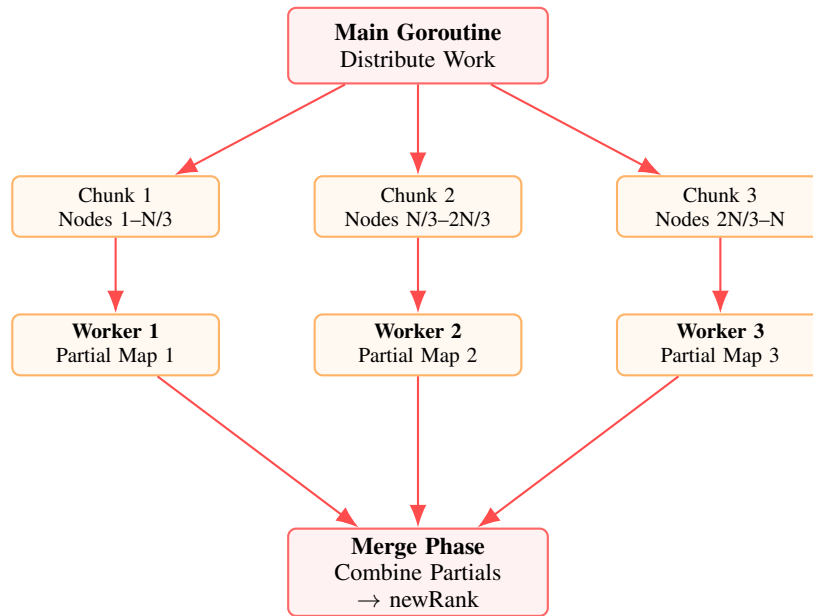 Main Goroutine
Distribute Work
Chunk 1
Nodes 1–N/3
Chunk 2
Nodes N/3–2N/3
Chunk 3
Nodes 2N/3–N
Worker 1
Partial Map 1
Worker 2
Partial Map 2
Worker 3
Partial Map 3
Merge Phase
Combine Partials
→ newRank